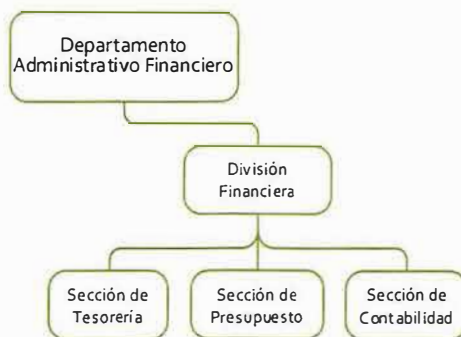 Departamento
Administrativo Financiero
División
Financiera
Sección de
Tesorería
Sección de
Presupuesto
Sección de
Contabilidad